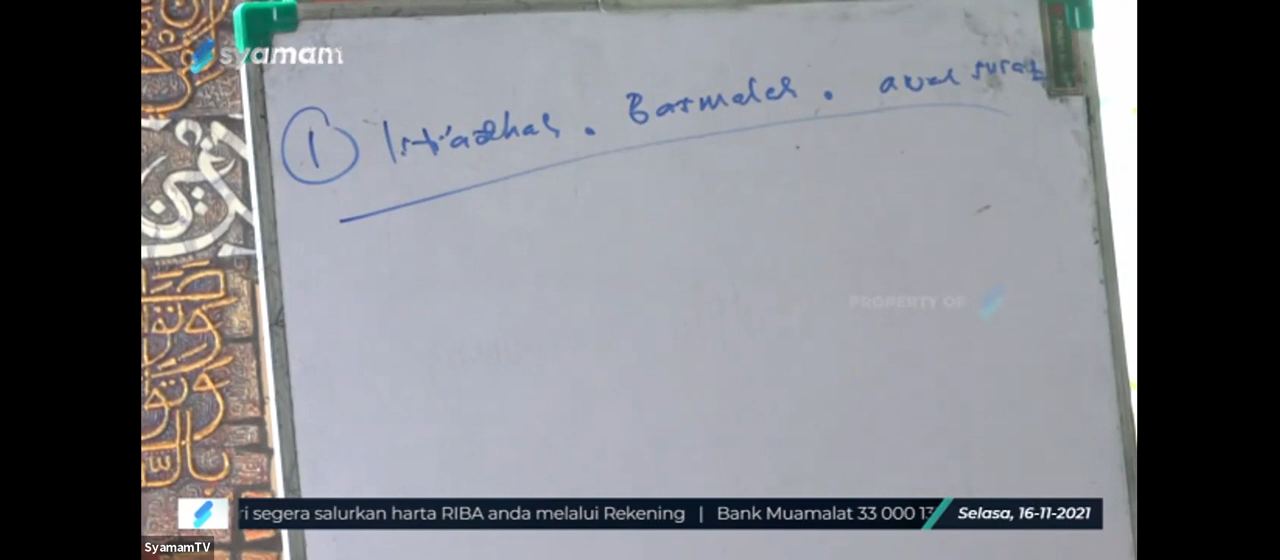 syamam
① Isti'adzhah . Basmalah . awal surah
PROPERTY OF
ri segera salurkan harta RIBA anda melalui Rekening | Bank Muamalat 33 000 13
Selasa, 16-11-2021
SyamamTV